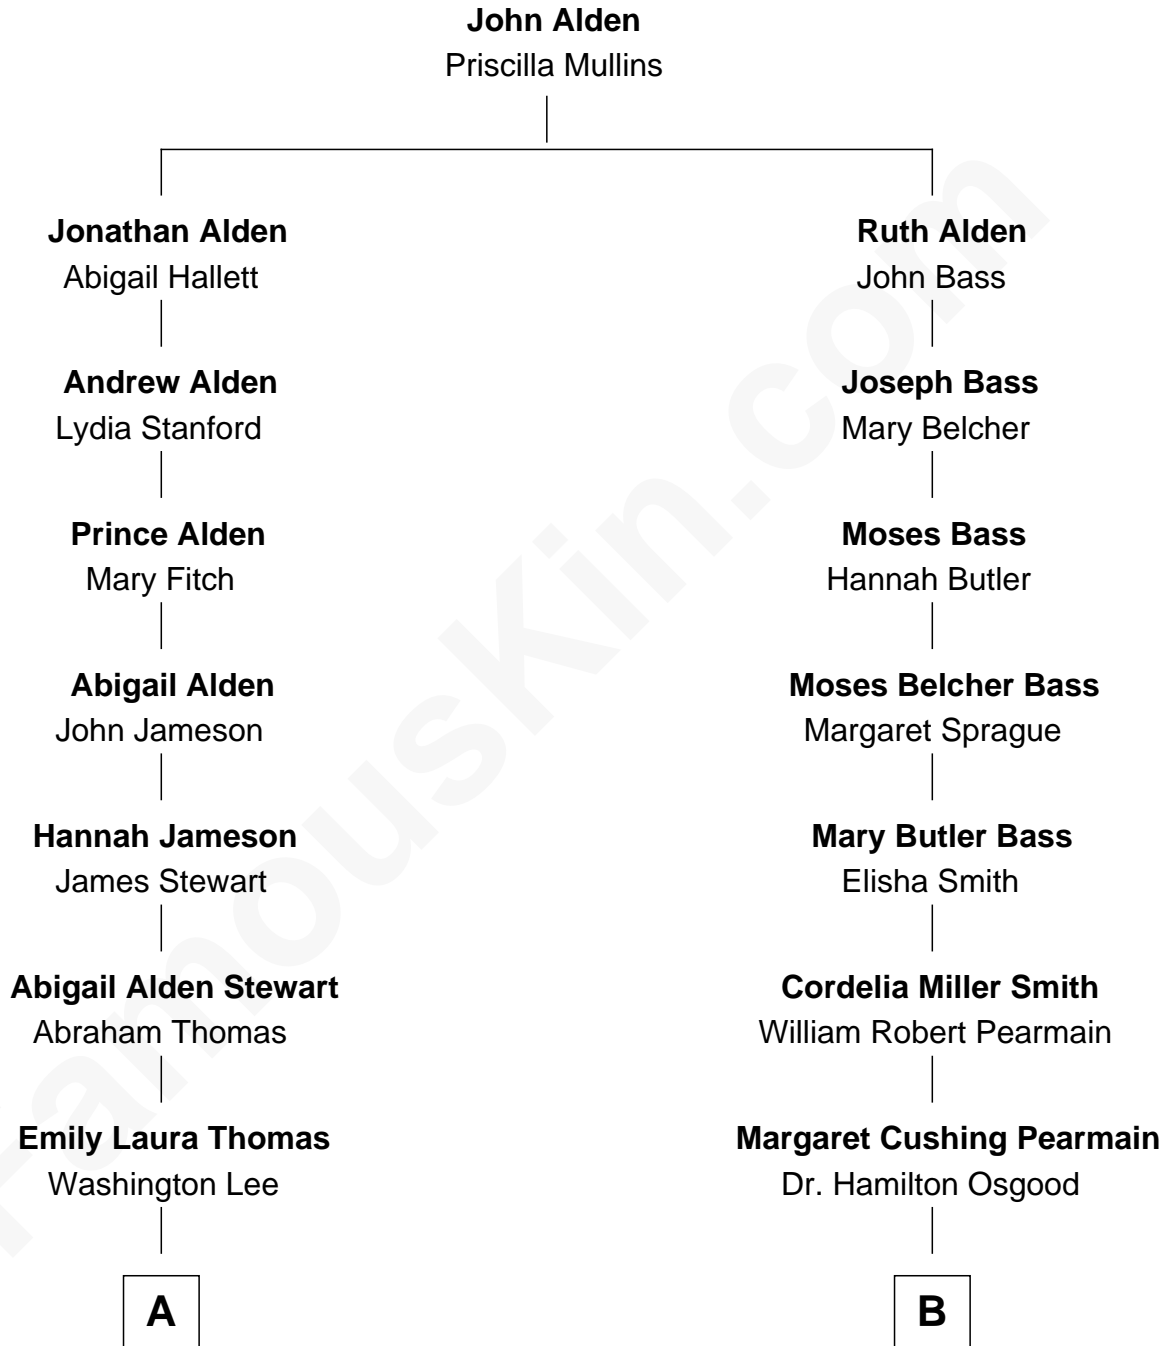 John Alden
Priscilla Mullins
Jonathan Alden
Abigail Hallett
Ruth Alden
John Bass
Andrew Alden
Lydia Stanford
Joseph Bass
Mary Belcher
Prince Alden
Mary Fitch
Moses Bass
Hannah Butler
Abigail Alden
John Jameson
Moses Belcher Bass
Margaret Sprague
Hannah Jameson
James Stewart
Mary Butler Bass
Elisha Smith
Abigail Alden Stewart
Abraham Thomas
Cordelia Miller Smith
William Robert Pearmain
Emily Laura Thomas
Washington Lee
Margaret Cushing Pearmain
Dr. Hamilton Osgood
A
B
FamousKin.com